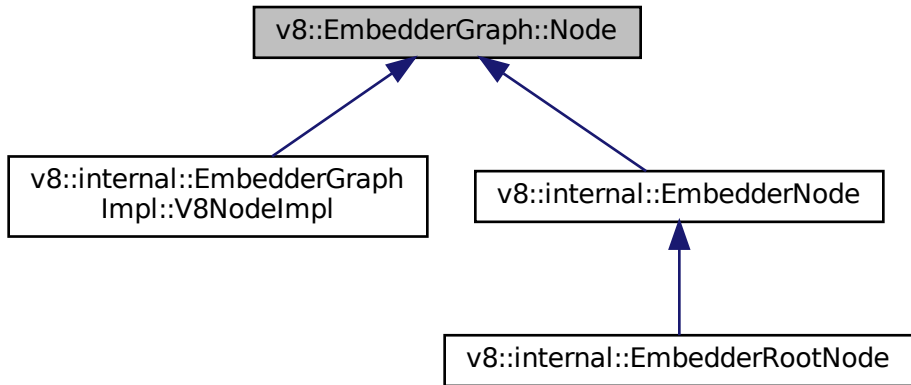 v8::EmbedderGraph::Node
v8::internal::EmbedderGraph
Impl::V8NodeImpl
v8::internal::EmbedderNode
v8::internal::EmbedderRootNode